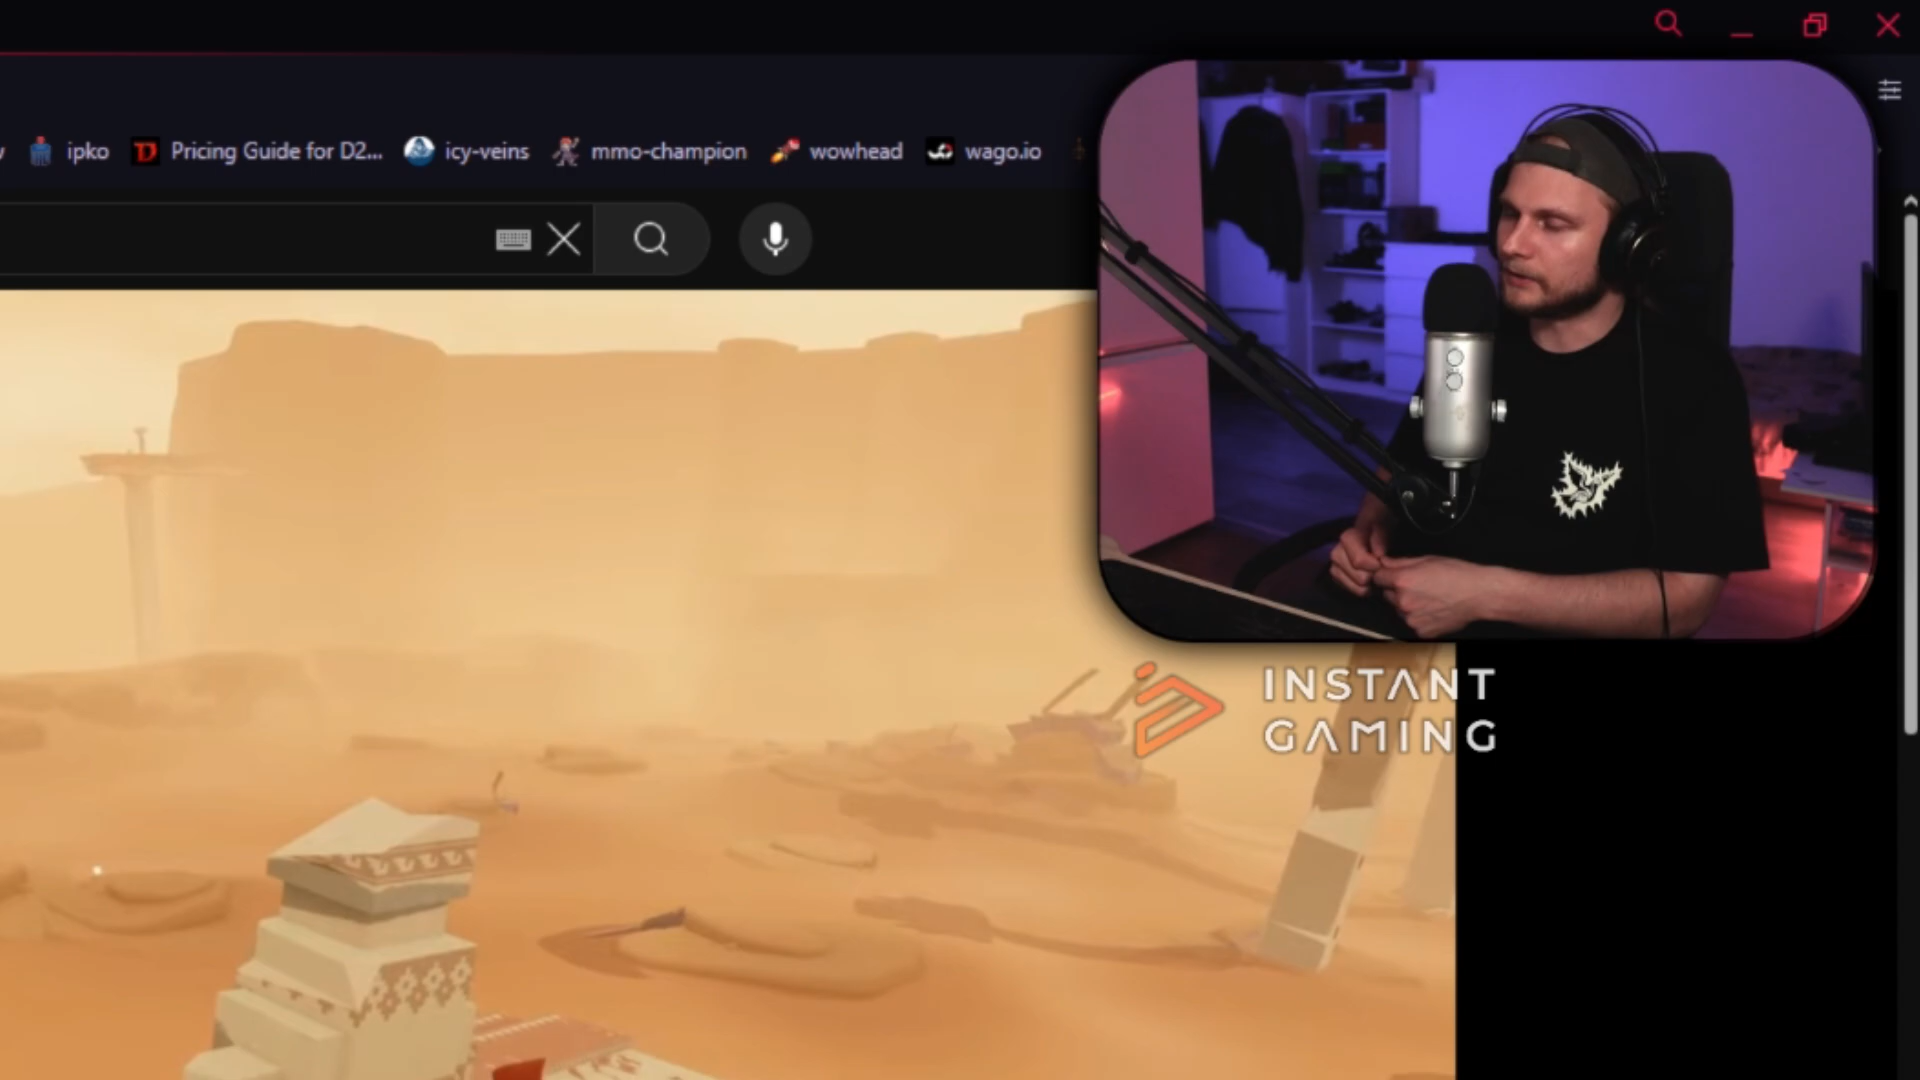 ipko
Pricing Guide for D2...
icy-veins
mmo-champion
wowhead
wago.io
INSTANT
GAMING